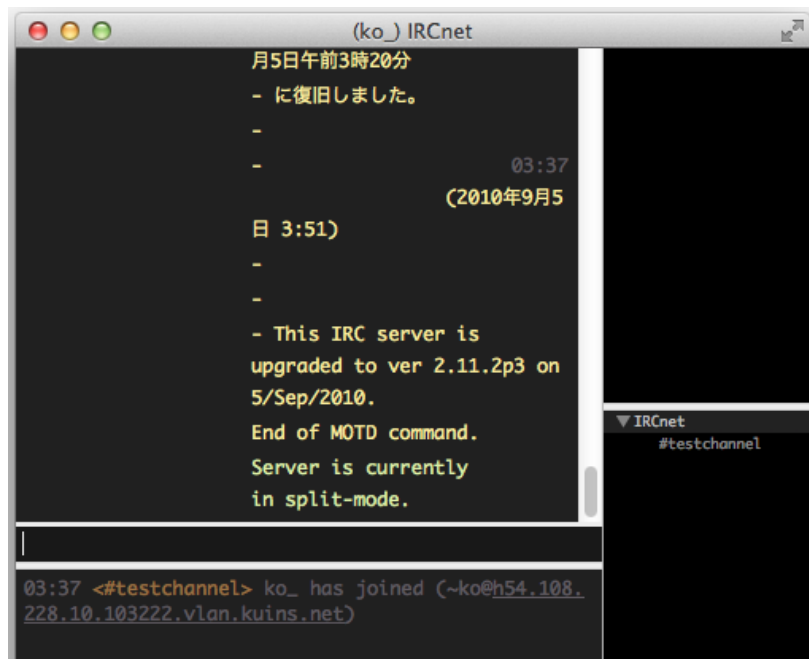 (ko_) IRCnet
月5日午前3時20分
- に復旧しました。
-
- 03:37
(2010年9月5
日 3:51)
-
-
- This IRC server is
upgraded to ver 2.11.2p3 on
5/Sep/2010.
End of MOTD command.
Server is currently
in split-mode.
▼IRCnet
#testchannel
03:37 <#testchannel> ko_ has joined (~ko@h54.108.
228.10.103222.vlan.kuins.net)